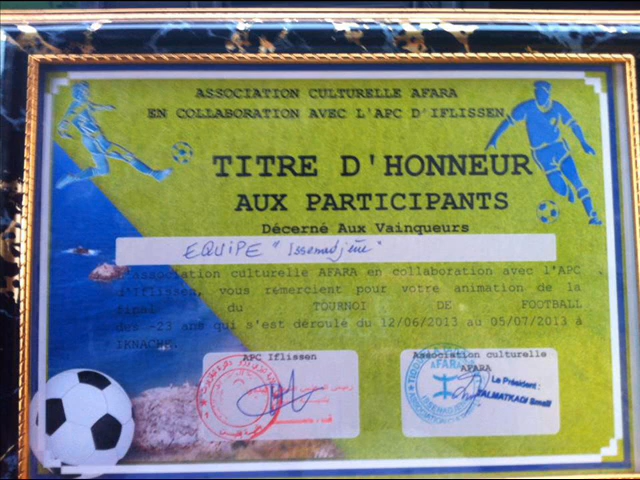 ASSOCIATION CULTURELLE AFARA
EN COLLABORATION AVEC L'APC D'IFLISSEN
TITRE D'HONNEUR
AUX PARTICIPANTS
Décerné Aux Vainqueurs
EQUIPE "Issenadjène"
L'association culturelle AFARA en collaboration avec l'APC
d'Iflissen, vous remercient pour votre animation de la
final du TOURNOI DE FOOTBALL
des -23 ans qui s'est déroulé du 12/06/2013 au 05/07/2013 à
IKNACHE.
APC Iflissen
Association culturelle
AFARA
AFARA
Le Président :
TALMATKADI Smail